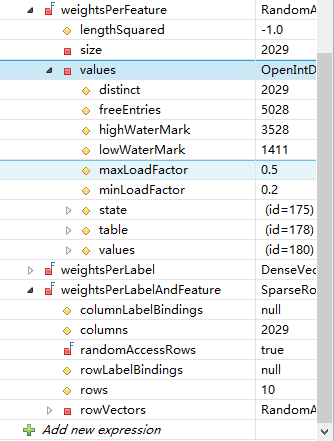 weightsPerFeature RandomA
lengthSquared -1.0
size 2029
values OpenIntD
distinct 2029
freeEntries 5028
highWaterMark 3528
lowWaterMark 1411
maxLoadFactor 0.5
minLoadFactor 0.2
state (id=175)
table (id=178)
values (id=180)
weightsPerLabel DenseVec
weightsPerLabelAndFeature SparseRo
columnLabelBindings null
columns 2029
randomAccessRows true
rowLabelBindings null
rows 10
rowVectors RandomA
Add new expression